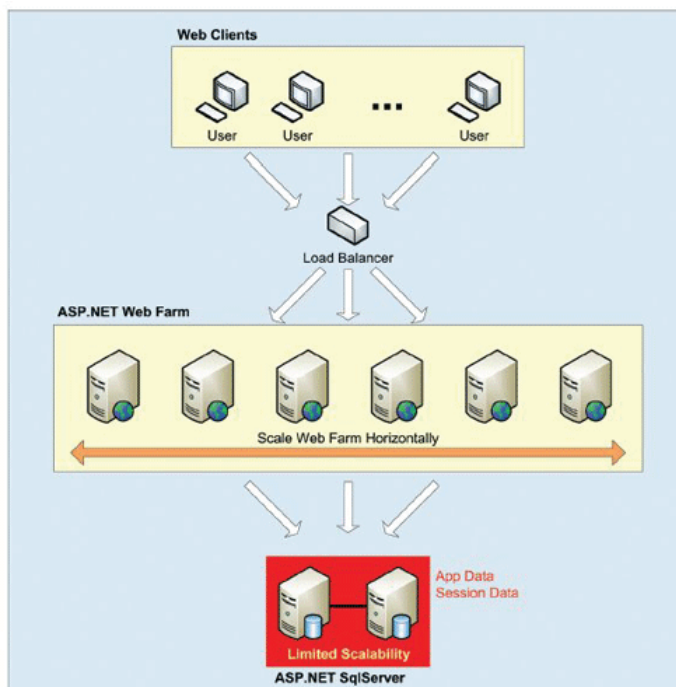 Web Clients
User
User
...
User
Load Balancer
ASP.NET Web Farm
Scale Web Farm Horizontally
App Data
Session Data
Limited Scalability
ASP.NET SqlServer